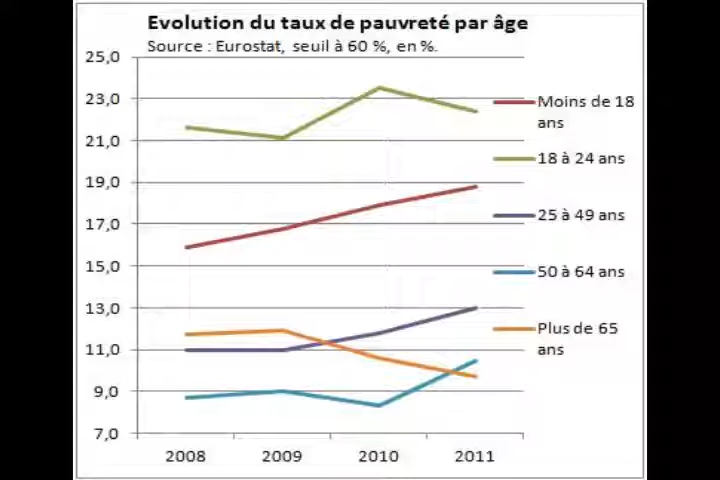 Evolution du taux de pauvreté par âge
Source : Eurostat, seuil à 60 %, en %.
25,0
23,0
21,0
19,0
17,0
15,0
13,0
11,0
9,0
7,0
2008 2009 2010 2011
Moins de 18
ans
18 à 24 ans
25 à 49 ans
50 à 64 ans
Plus de 65
ans